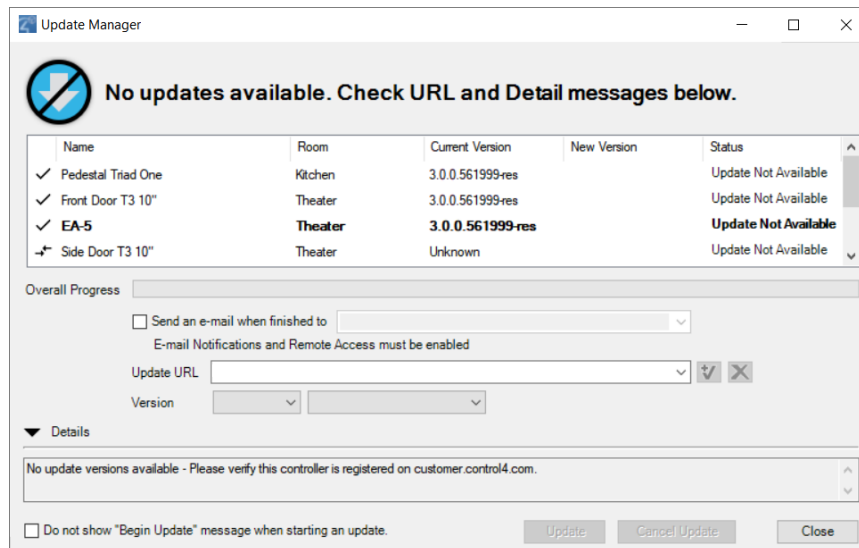 Update Manager
No updates available. Check URL and Detail messages below.
Name Room Current Version New Version Status
Pedestal Triad One Kitchen 3.0.0.561999-res Update Not Available
Front Door T3 10" Theater 3.0.0.561999-res Update Not Available
EA-5 Theater 3.0.0.561999-res Update Not Available
Side Door T3 10" Theater Unknown Update Not Available
Overall Progress
Send an e-mail when finished to
E-mail Notifications and Remote Access must be enabled
Update URL
Version
Details
No update versions available - Please verify this controller is registered on customer.control4.com.
Do not show "Begin Update" message when starting an update. Update Cancel Update Close